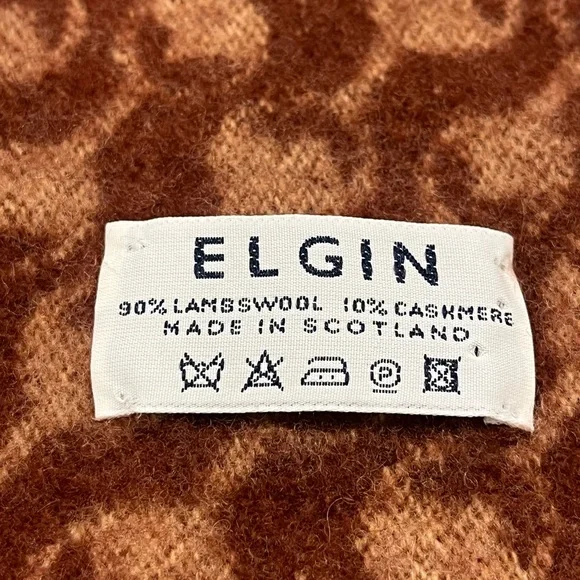 ELGIN
90% LAMBSWOOL 10% CASHMERE
MADE IN SCOTLAND
P